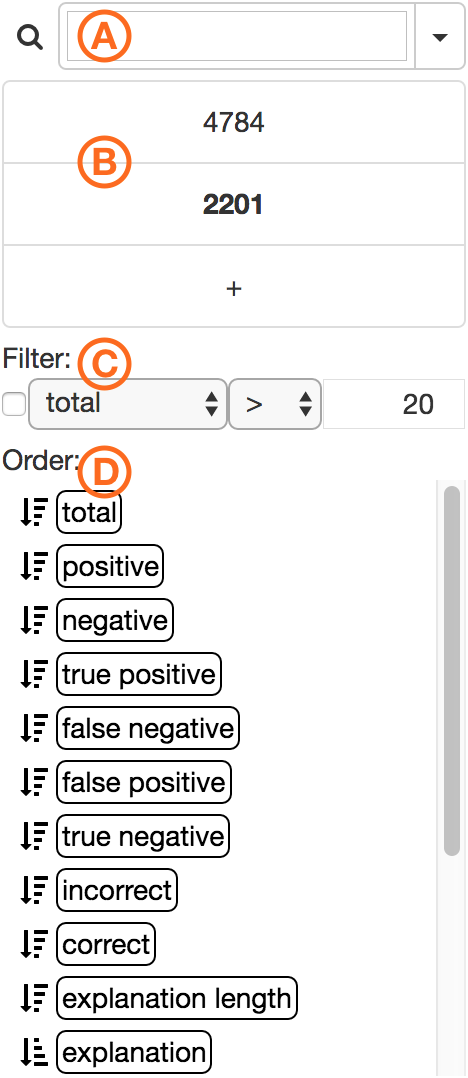 A
4784
B
2201
+
Filter: C
total > 20
Order: D
total
positive
negative
true positive
false negative
false positive
true negative
incorrect
correct
explanation length
explanation